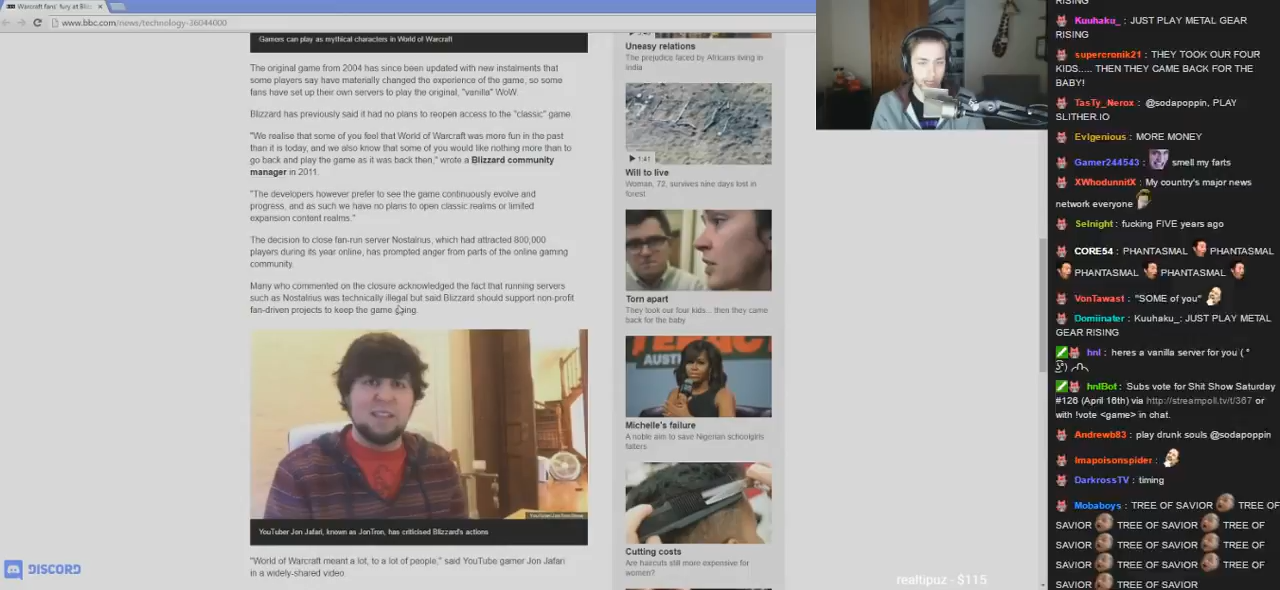 Warcraft fans' fury at Bliz
www.bbc.com/news/technology-36044000
Gamers can play as mythical characters in World of Warcraft
The original game from 2004 has since been updated with new instalments that
some players say have materially changed the experience of the game, so some
fans have set up their own servers to play the original, "vanilla" WoW.
Blizzard has previously said it had no plans to reopen access to the "classic" game.
"We realise that some of you feel that World of Warcraft was more fun in the past
than it is today, and we also know that some of you would like nothing more than to
go back and play the game as it was back then," wrote a Blizzard community
manager in 2011.
"The developers however prefer to see the game continuously evolve and
progress, and as such we have no plans to open classic realms or limited
expansion content realms."
The decision to close fan-run server Nostalrius, which had attracted 800,000
players during its year online, has prompted anger from parts of the online gaming
community.
Many who commented on the closure acknowledged the fact that running servers
such as Nostalrius was technically illegal but said Blizzard should support non-profit
fan-driven projects to keep the game going.
YouTuber Jon Jafari, known as JonTron, has criticised Blizzard's actions
"World of Warcraft meant a lot, to a lot of people," said YouTube gamer Jon Jafari
in a widely-shared video.
DISCORD
Uneasy relations
The prejudice faced by Africans living in
India
1:41
Will to live
Woman, 72, survives nine days lost in
forest
Torn apart
They took our four kids... then they came
back for the baby
Michelle's failure
A noble aim to save Nigerian schoolgirls
falters
Cutting costs
Are haircuts still more expensive for
women?
realtipuz - $115
RISING
Kuuhaku_ : JUST PLAY METAL GEAR
RISING
supercronik21 : THEY TOOK OUR FOUR
KIDS..... THEN THEY CAME BACK FOR THE
BABY!
TasTy_Nerox : @sodapoppin, PLAY
SLITHER.IO
Evlgenious : MORE MONEY
Gamer244543 : smell my farts
XWhodunnitX : My country's major news
network everyone
Selnight : fucking FIVE years ago
CORE54 : PHANTASMAL PHANTASMAL
PHANTASMAL PHANTASMAL
VonTawast : "SOME of you"
Domiinater : Kuuhaku_: JUST PLAY METAL
GEAR RISING
hnl : heres a vanilla server for you ( °
hnlBot : Subs vote for Shit Show Saturday
#126 (April 16th) via http://streampoll.tv/t/367 or
with !vote <game> in chat.
Andrewb83 : play drunk souls @sodapoppin
Imapoisonspider :
DarkrossTV : timing
Mobaboys : TREE OF SAVIOR TREE OF
SAVIOR TREE OF SAVIOR TREE OF
SAVIOR TREE OF SAVIOR TREE OF
SAVIOR TREE OF SAVIOR TREE OF
SAVIOR TREE OF SAVIOR